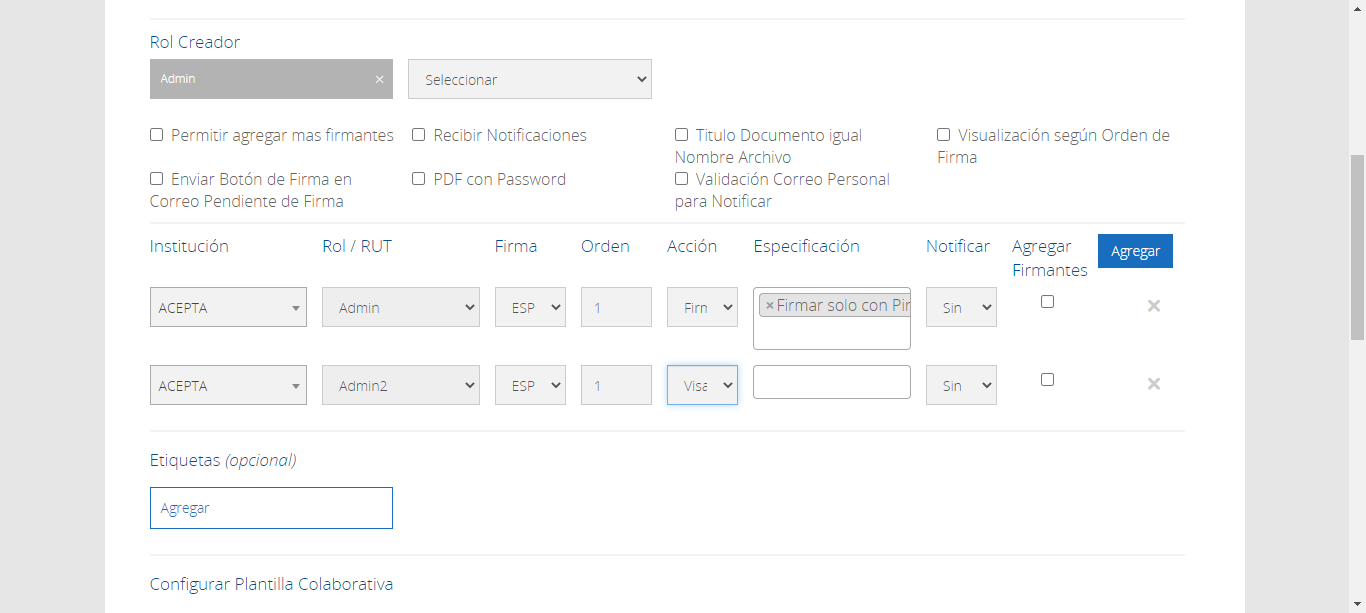 Rol Creador
Admin ×
Seleccionar
Permitir agregar mas firmantes
Recibir Notificaciones
Titulo Documento igual
Nombre Archivo
Visualización según Orden de
Firma
Enviar Botón de Firma en
Correo Pendiente de Firma
PDF con Password
Validación Correo Personal
para Notificar
Institución Rol / RUT Firma Orden Acción Especificación Notificar Agregar Firmantes Agregar
ACEPTA Admin ESP 1 Firm ×Firmar solo con Pin Sin ×
ACEPTA Admin2 ESP 1 Visa Sin ×
Etiquetas (opcional)
Agregar
Configurar Plantilla Colaborativa